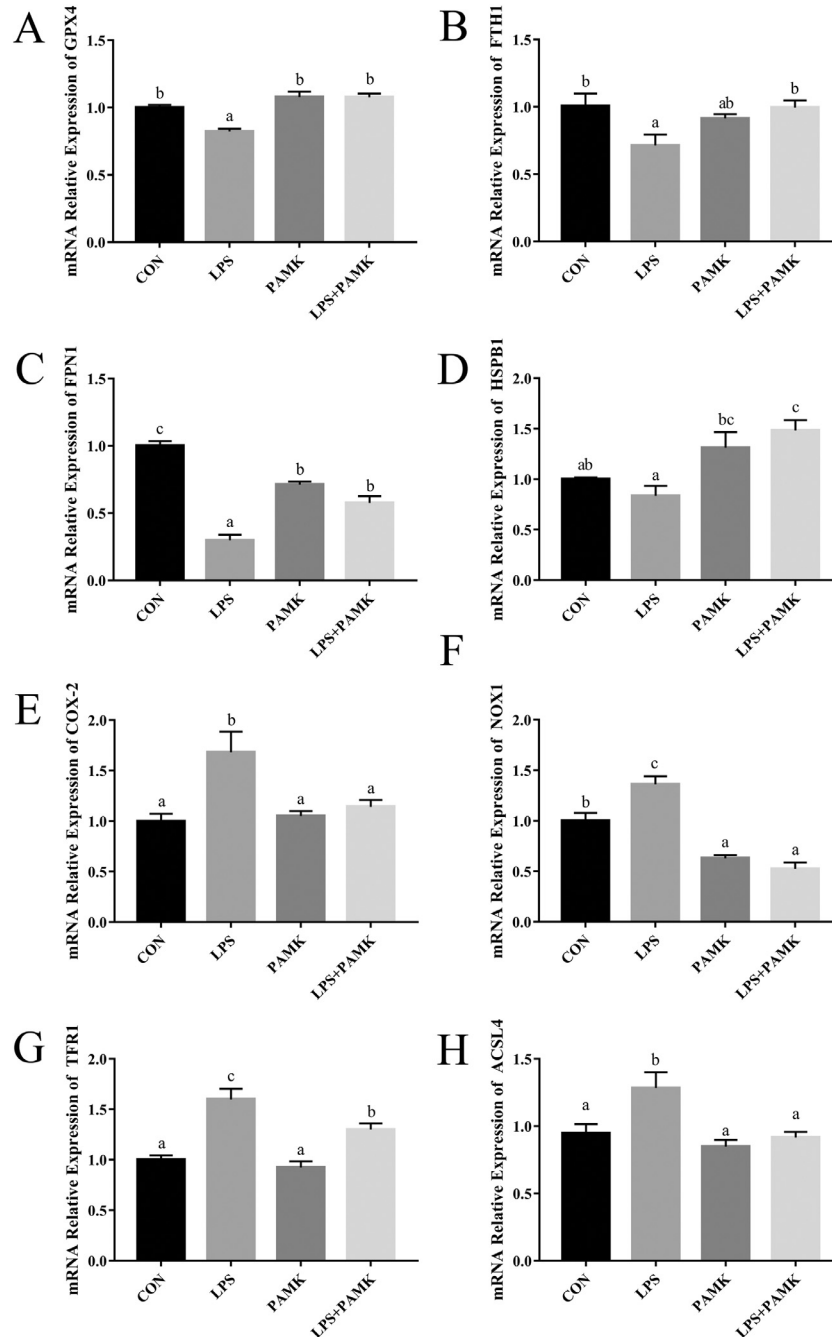 A
mRNA Relative Expression of GPX4
1.5
1.0
0.5
0.0
b
a
b
b
CON
LPS
PAMK
LPS+PAMK
B
mRNA Relative Expression of FTH1
1.5
1.0
0.5
0.0
b
a
ab
b
CON
LPS
PAMK
LPS+PAMK
C
mRNA Relative Expression of FPN1
1.5
1.0
0.5
0.0
c
a
b
b
CON
LPS
PAMK
LPS+PAMK
D
mRNA Relative Expression of HSPB1
2.0
1.5
1.0
0.5
0.0
ab
a
bc
c
CON
LPS
PAMK
LPS+PAMK
E
mRNA Relative Expression of COX-2
2.0
1.5
1.0
0.5
0.0
a
b
a
a
CON
LPS
PAMK
LPS+PAMK
F
mRNA Relative Expression of NOX1
2.0
1.5
1.0
0.5
0.0
b
c
a
a
CON
LPS
PAMK
LPS+PAMK
G
mRNA Relative Expression of TFR1
2.0
1.5
1.0
0.5
0.0
a
c
a
b
CON
LPS
PAMK
LPS+PAMK
H
mRNA Relative Expression of ACSL4
1.5
1.0
0.5
0.0
a
b
a
a
CON
LPS
PAMK
LPS+PAMK